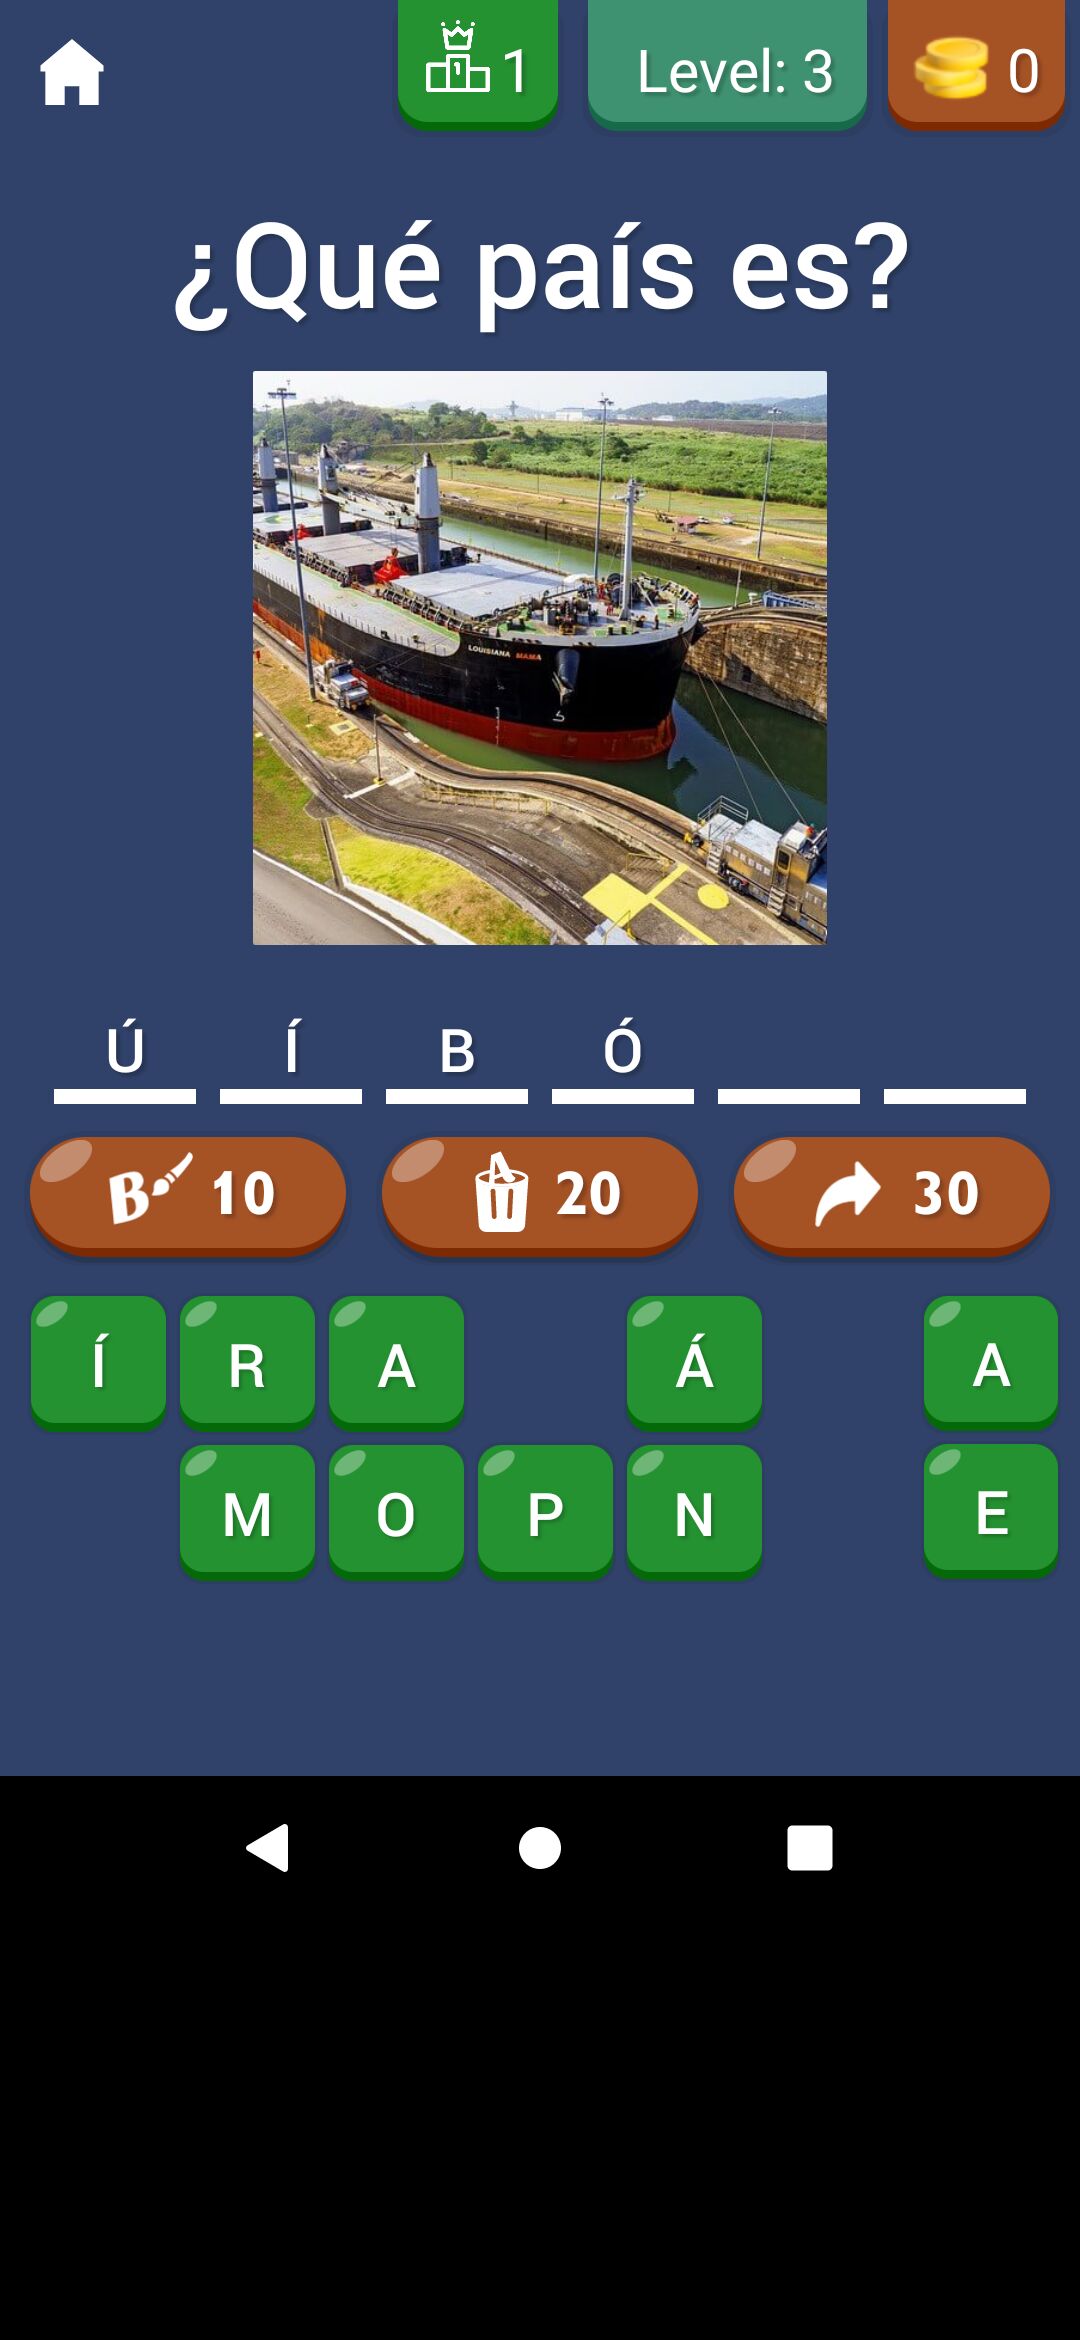 1 Level: 3 0
¿Qué país es?
LOUISIANA MAMA
Ú Í B Ó
B 10 20 30
Í R A Á A
M O P N E